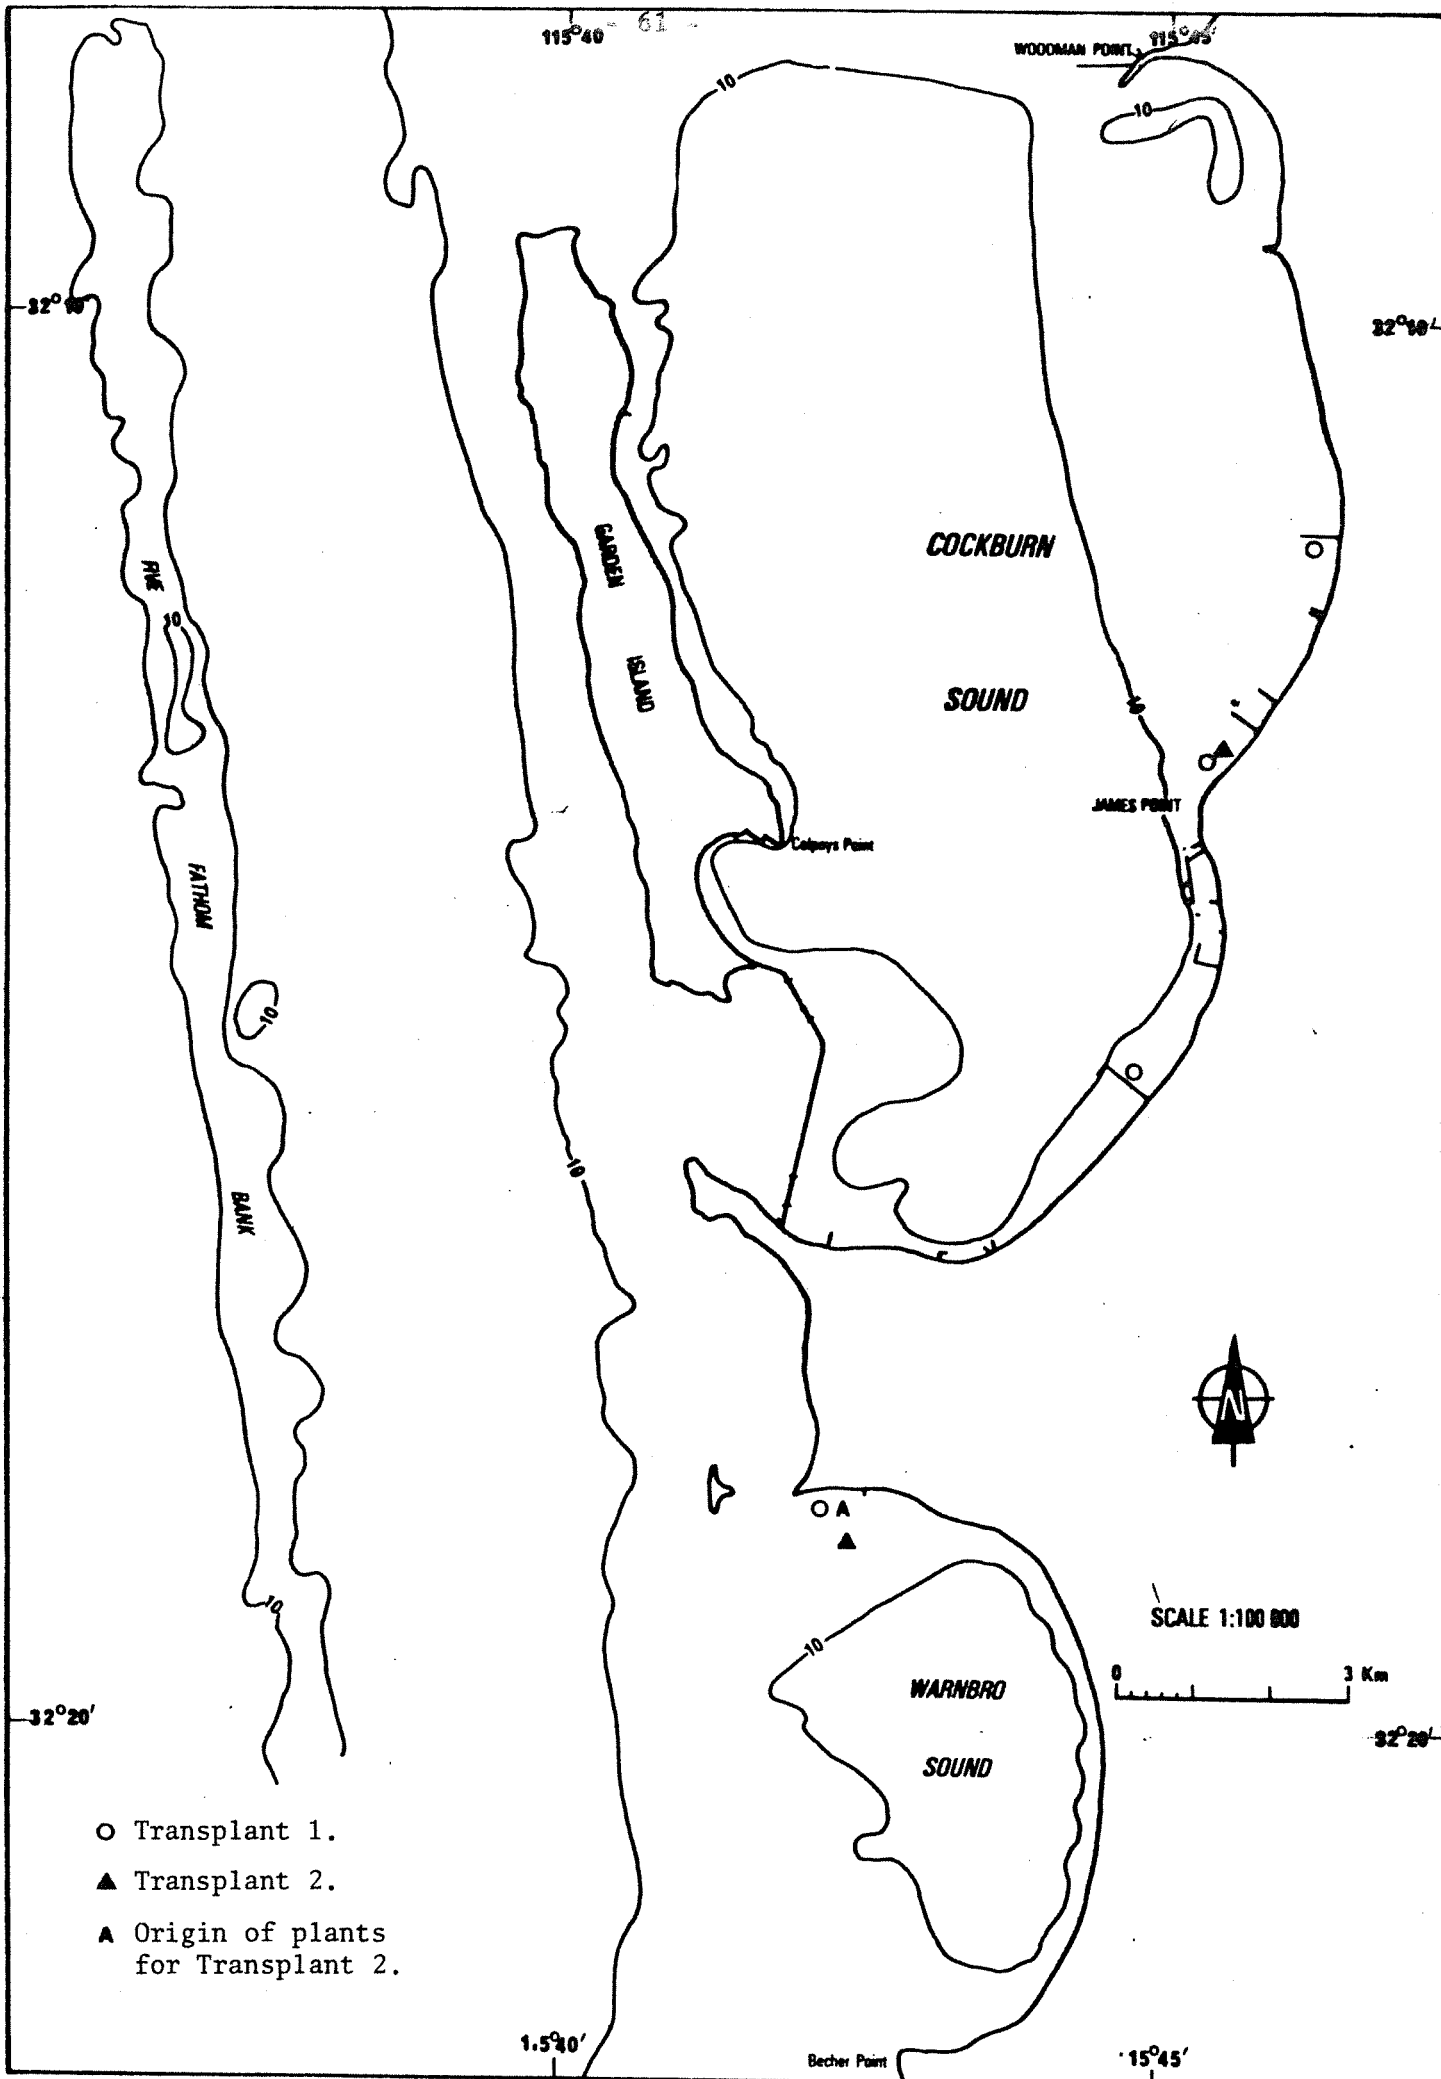 - 61 -
115°40
115°45
WOODMAN POINT
10
10
32°10'
32°10'
COCKBURN
GARDEN
FIVE
10
ISLAND
SOUND
10
JAMES POINT
Colpoys Point
FATHOM
10
10
BANK
N
A
10
SCALE 1:100 000
10
0
3 Km
WARNBRO
32°20'
32°20'
SOUND
O Transplant 1.
▲ Transplant 2.
A Origin of plants
for Transplant 2.
1.5°40'
Becher Point
15°45'